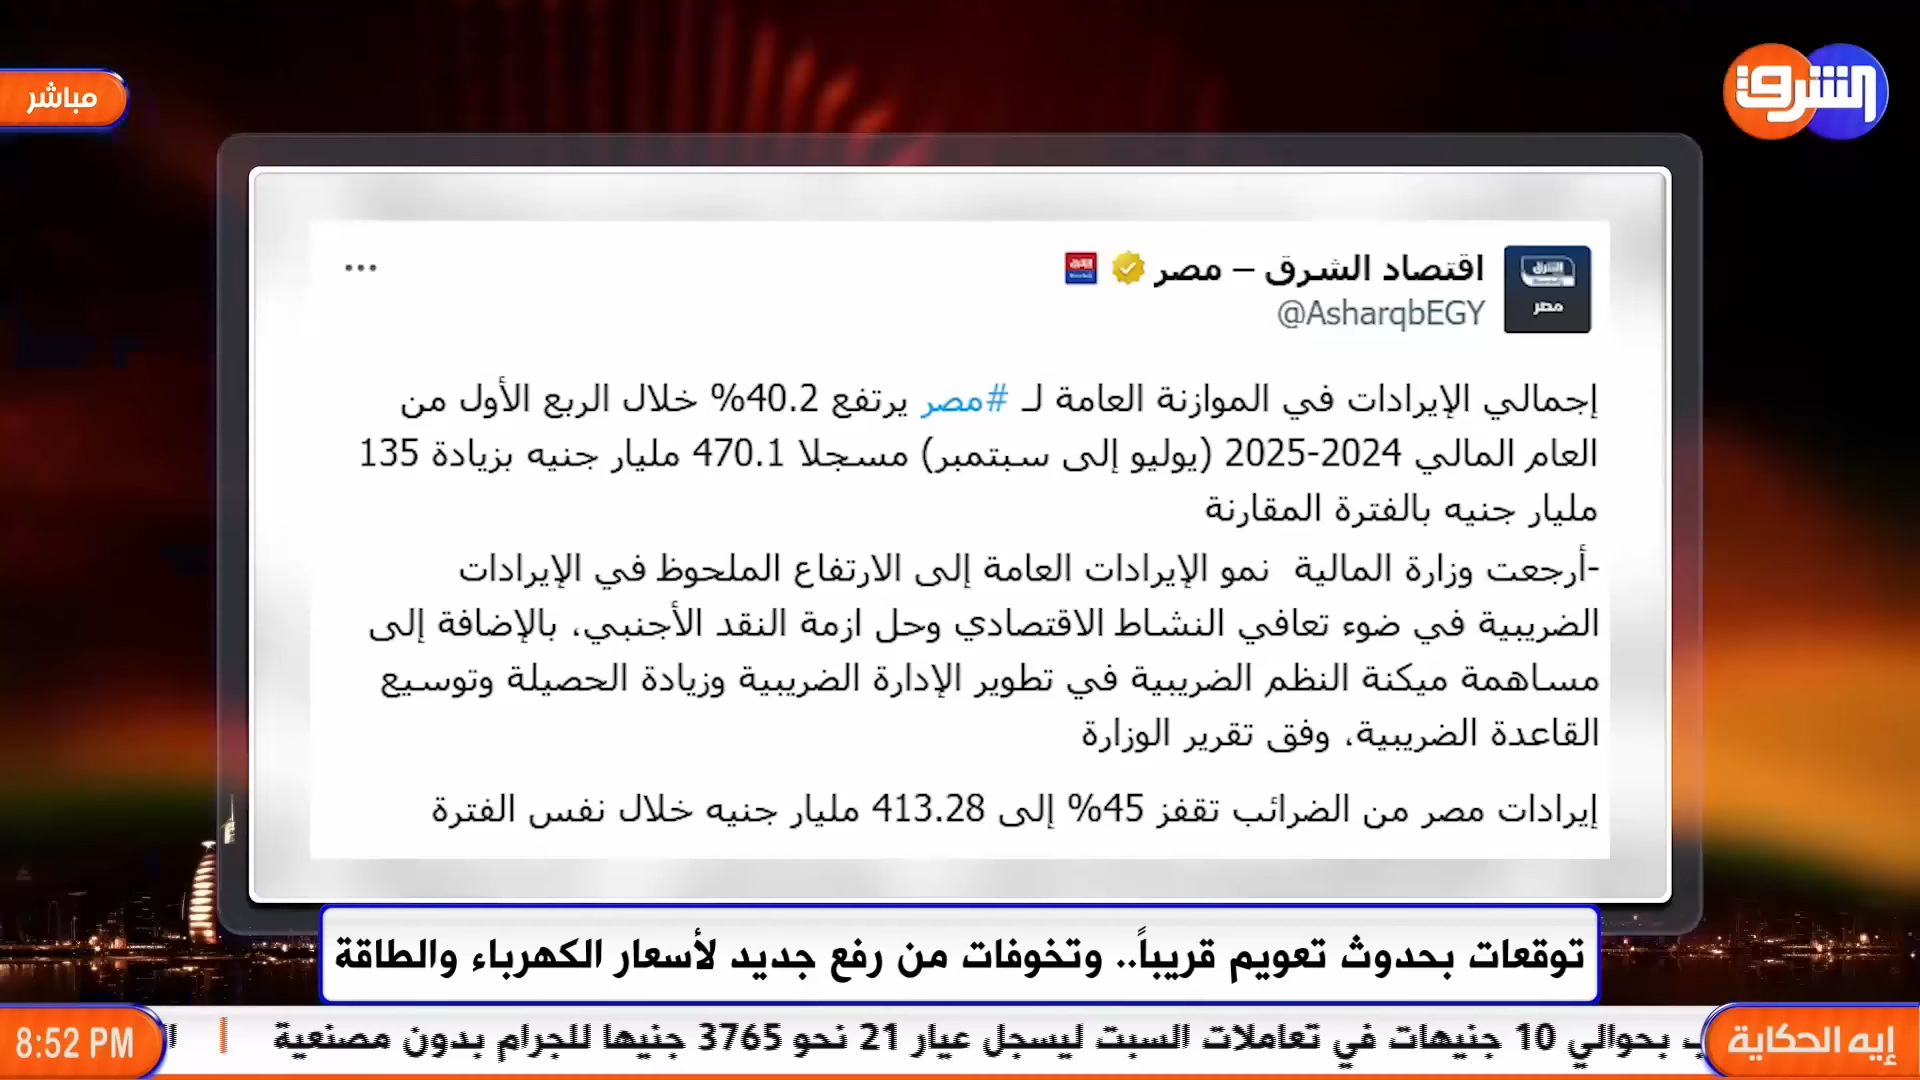 مباشر
الشرق
اقتصاد الشرق – مصر
@AsharqbEGY
مصر
إجمالي الإيرادات في الموازنة العامة لـ #مصر يرتفع 40.2% خلال الربع الأول من
العام المالي 2024-2025 (يوليو إلى سبتمبر) مسجلا 470.1 مليار جنيه بزيادة 135
مليار جنيه بالفترة المقارنة
-أرجعت وزارة المالية نمو الإيرادات العامة إلى الارتفاع الملحوظ في الإيرادات
الضريبية في ضوء تعافي النشاط الاقتصادي وحل ازمة النقد الأجنبي، بالإضافة إلى
مساهمة ميكنة النظم الضريبية في تطوير الإدارة الضريبية وزيادة الحصيلة وتوسيع
القاعدة الضريبية، وفق تقرير الوزارة
إيرادات مصر من الضرائب تقفز 45% إلى 413.28 مليار جنيه خلال نفس الفترة
توقعات بحدوث تعويم قريباً.. وتخوفات من رفع جديد لأسعار الكهرباء والطاقة
إيه الحكاية
بحوالي 10 جنيهات في تعاملات السبت ليسجل عيار 21 نحو 3765 جنيها للجرام بدون مصنعية
8:52 PM